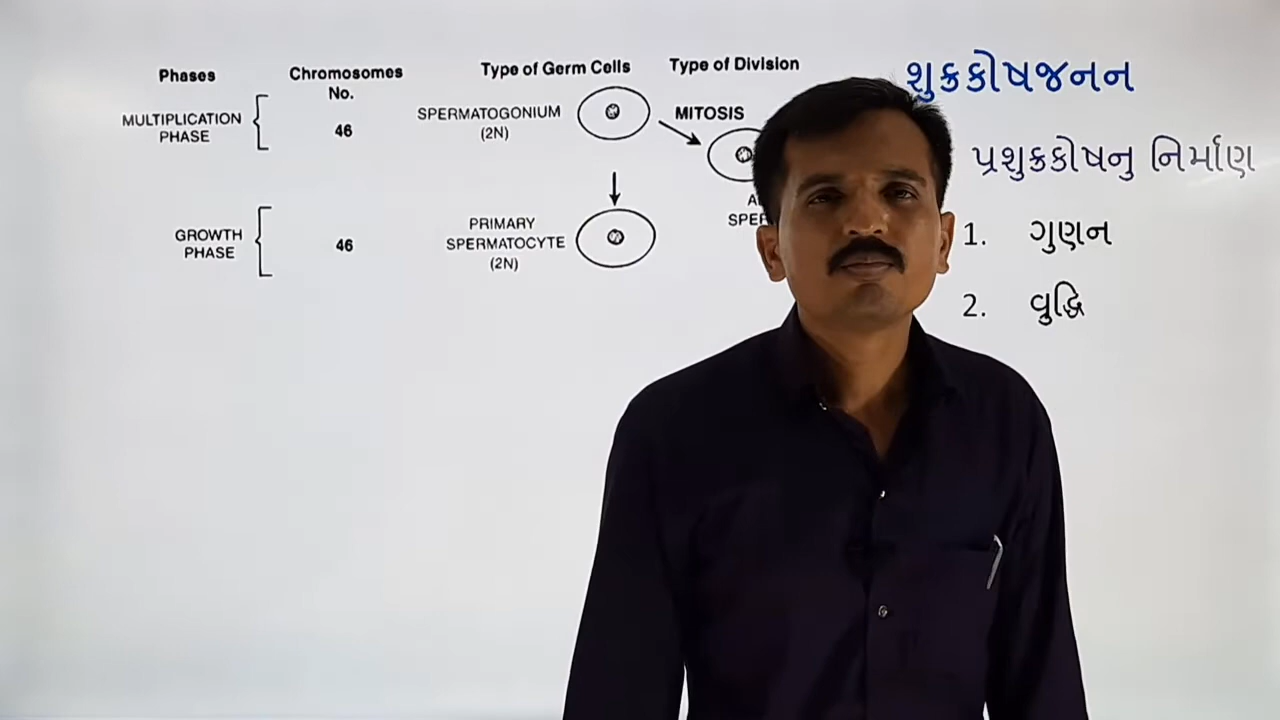 Phases
Chromosomes
No.
Type of Germ Cells
Type of Division
MULTIPLICATION
PHASE
46
SPERMATOGONIUM
(2N)
MITOSIS
GROWTH
PHASE
46
PRIMARY
SPERMATOCYTE
(2N)
શુક્રકોષજનન
પ્રશુક્રકોષનુ નિર્માણ
1. ગુણન
2. વૃુદ્ધિ